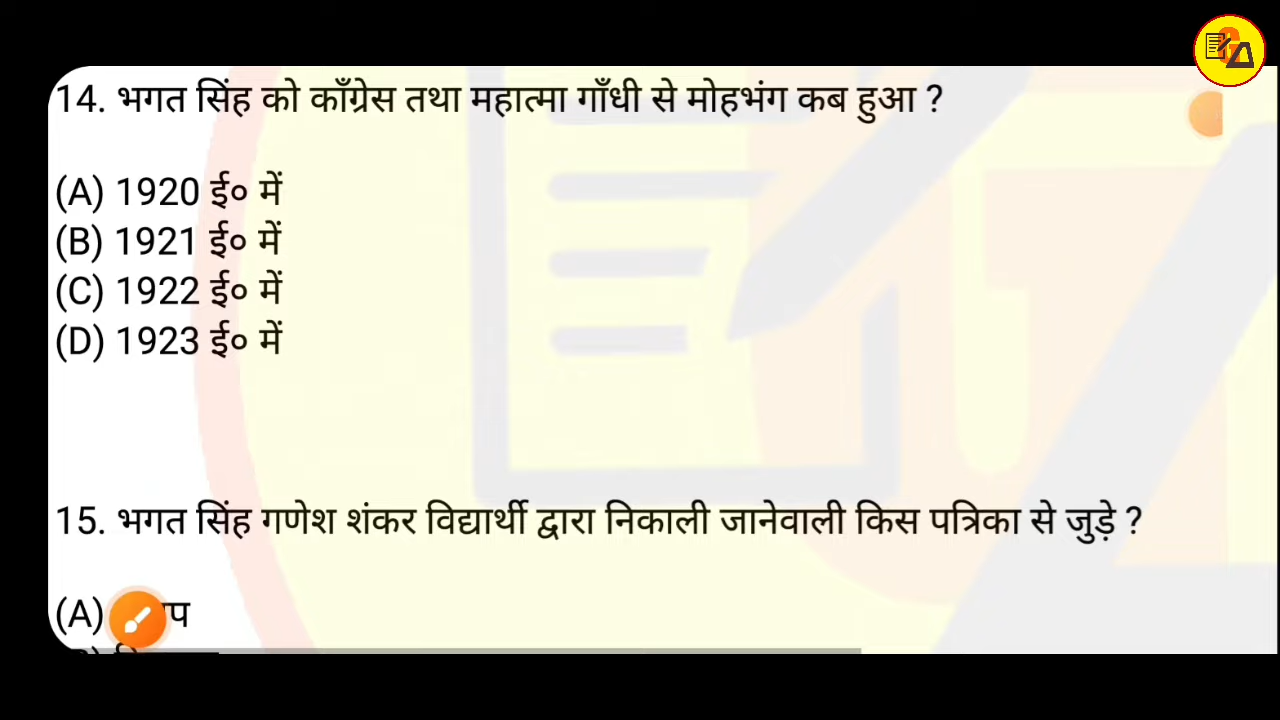 14. भगत सिंह को काँग्रेस तथा महात्मा गाँधी से मोहभंग कब हुआ ?
(A) 1920 ई० में
(B) 1921 ई० में
(C) 1922 ई० में
(D) 1923 ई० में
15. भगत सिंह गणेश शंकर विद्यार्थी द्वारा निकाली जानेवाली किस पत्रिका से जुड़े ?
(A)